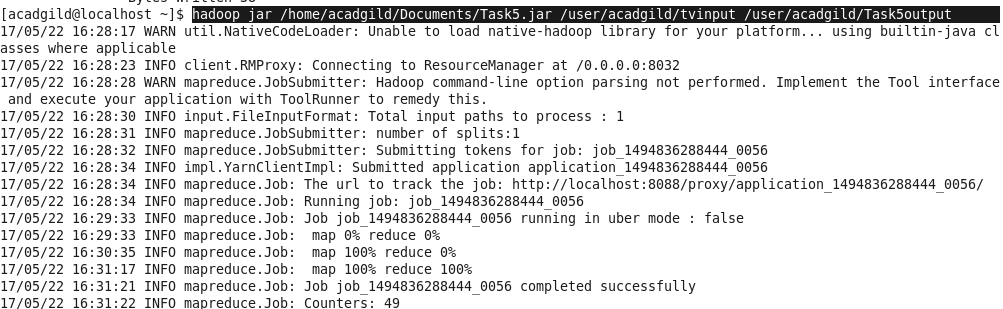 [acadgild@localhost ~]$ hadoop jar /home/acadgild/Documents/Task5.jar /user/acadgild/tvinput /user/acadgild/Task5output
17/05/22 16:28:17 WARN util.NativeCodeLoader: Unable to load native-hadoop library for your platform... using builtin-java cl
asses where applicable
17/05/22 16:28:23 INFO client.RMProxy: Connecting to ResourceManager at /0.0.0.0:8032
17/05/22 16:28:28 WARN mapreduce.JobSubmitter: Hadoop command-line option parsing not performed. Implement the Tool interface
 and execute your application with ToolRunner to remedy this.
17/05/22 16:28:30 INFO input.FileInputFormat: Total input paths to process : 1
17/05/22 16:28:31 INFO mapreduce.JobSubmitter: number of splits:1
17/05/22 16:28:32 INFO mapreduce.JobSubmitter: Submitting tokens for job: job_1494836288444_0056
17/05/22 16:28:34 INFO impl.YarnClientImpl: Submitted application application_1494836288444_0056
17/05/22 16:28:34 INFO mapreduce.Job: The url to track the job: http://localhost:8088/proxy/application_1494836288444_0056/
17/05/22 16:28:34 INFO mapreduce.Job: Running job: job_1494836288444_0056
17/05/22 16:29:33 INFO mapreduce.Job: Job job_1494836288444_0056 running in uber mode : false
17/05/22 16:29:33 INFO mapreduce.Job:  map 0% reduce 0%
17/05/22 16:30:35 INFO mapreduce.Job:  map 100% reduce 0%
17/05/22 16:31:17 INFO mapreduce.Job:  map 100% reduce 100%
17/05/22 16:31:21 INFO mapreduce.Job: Job job_1494836288444_0056 completed successfully
17/05/22 16:31:22 INFO mapreduce.Job: Counters: 49